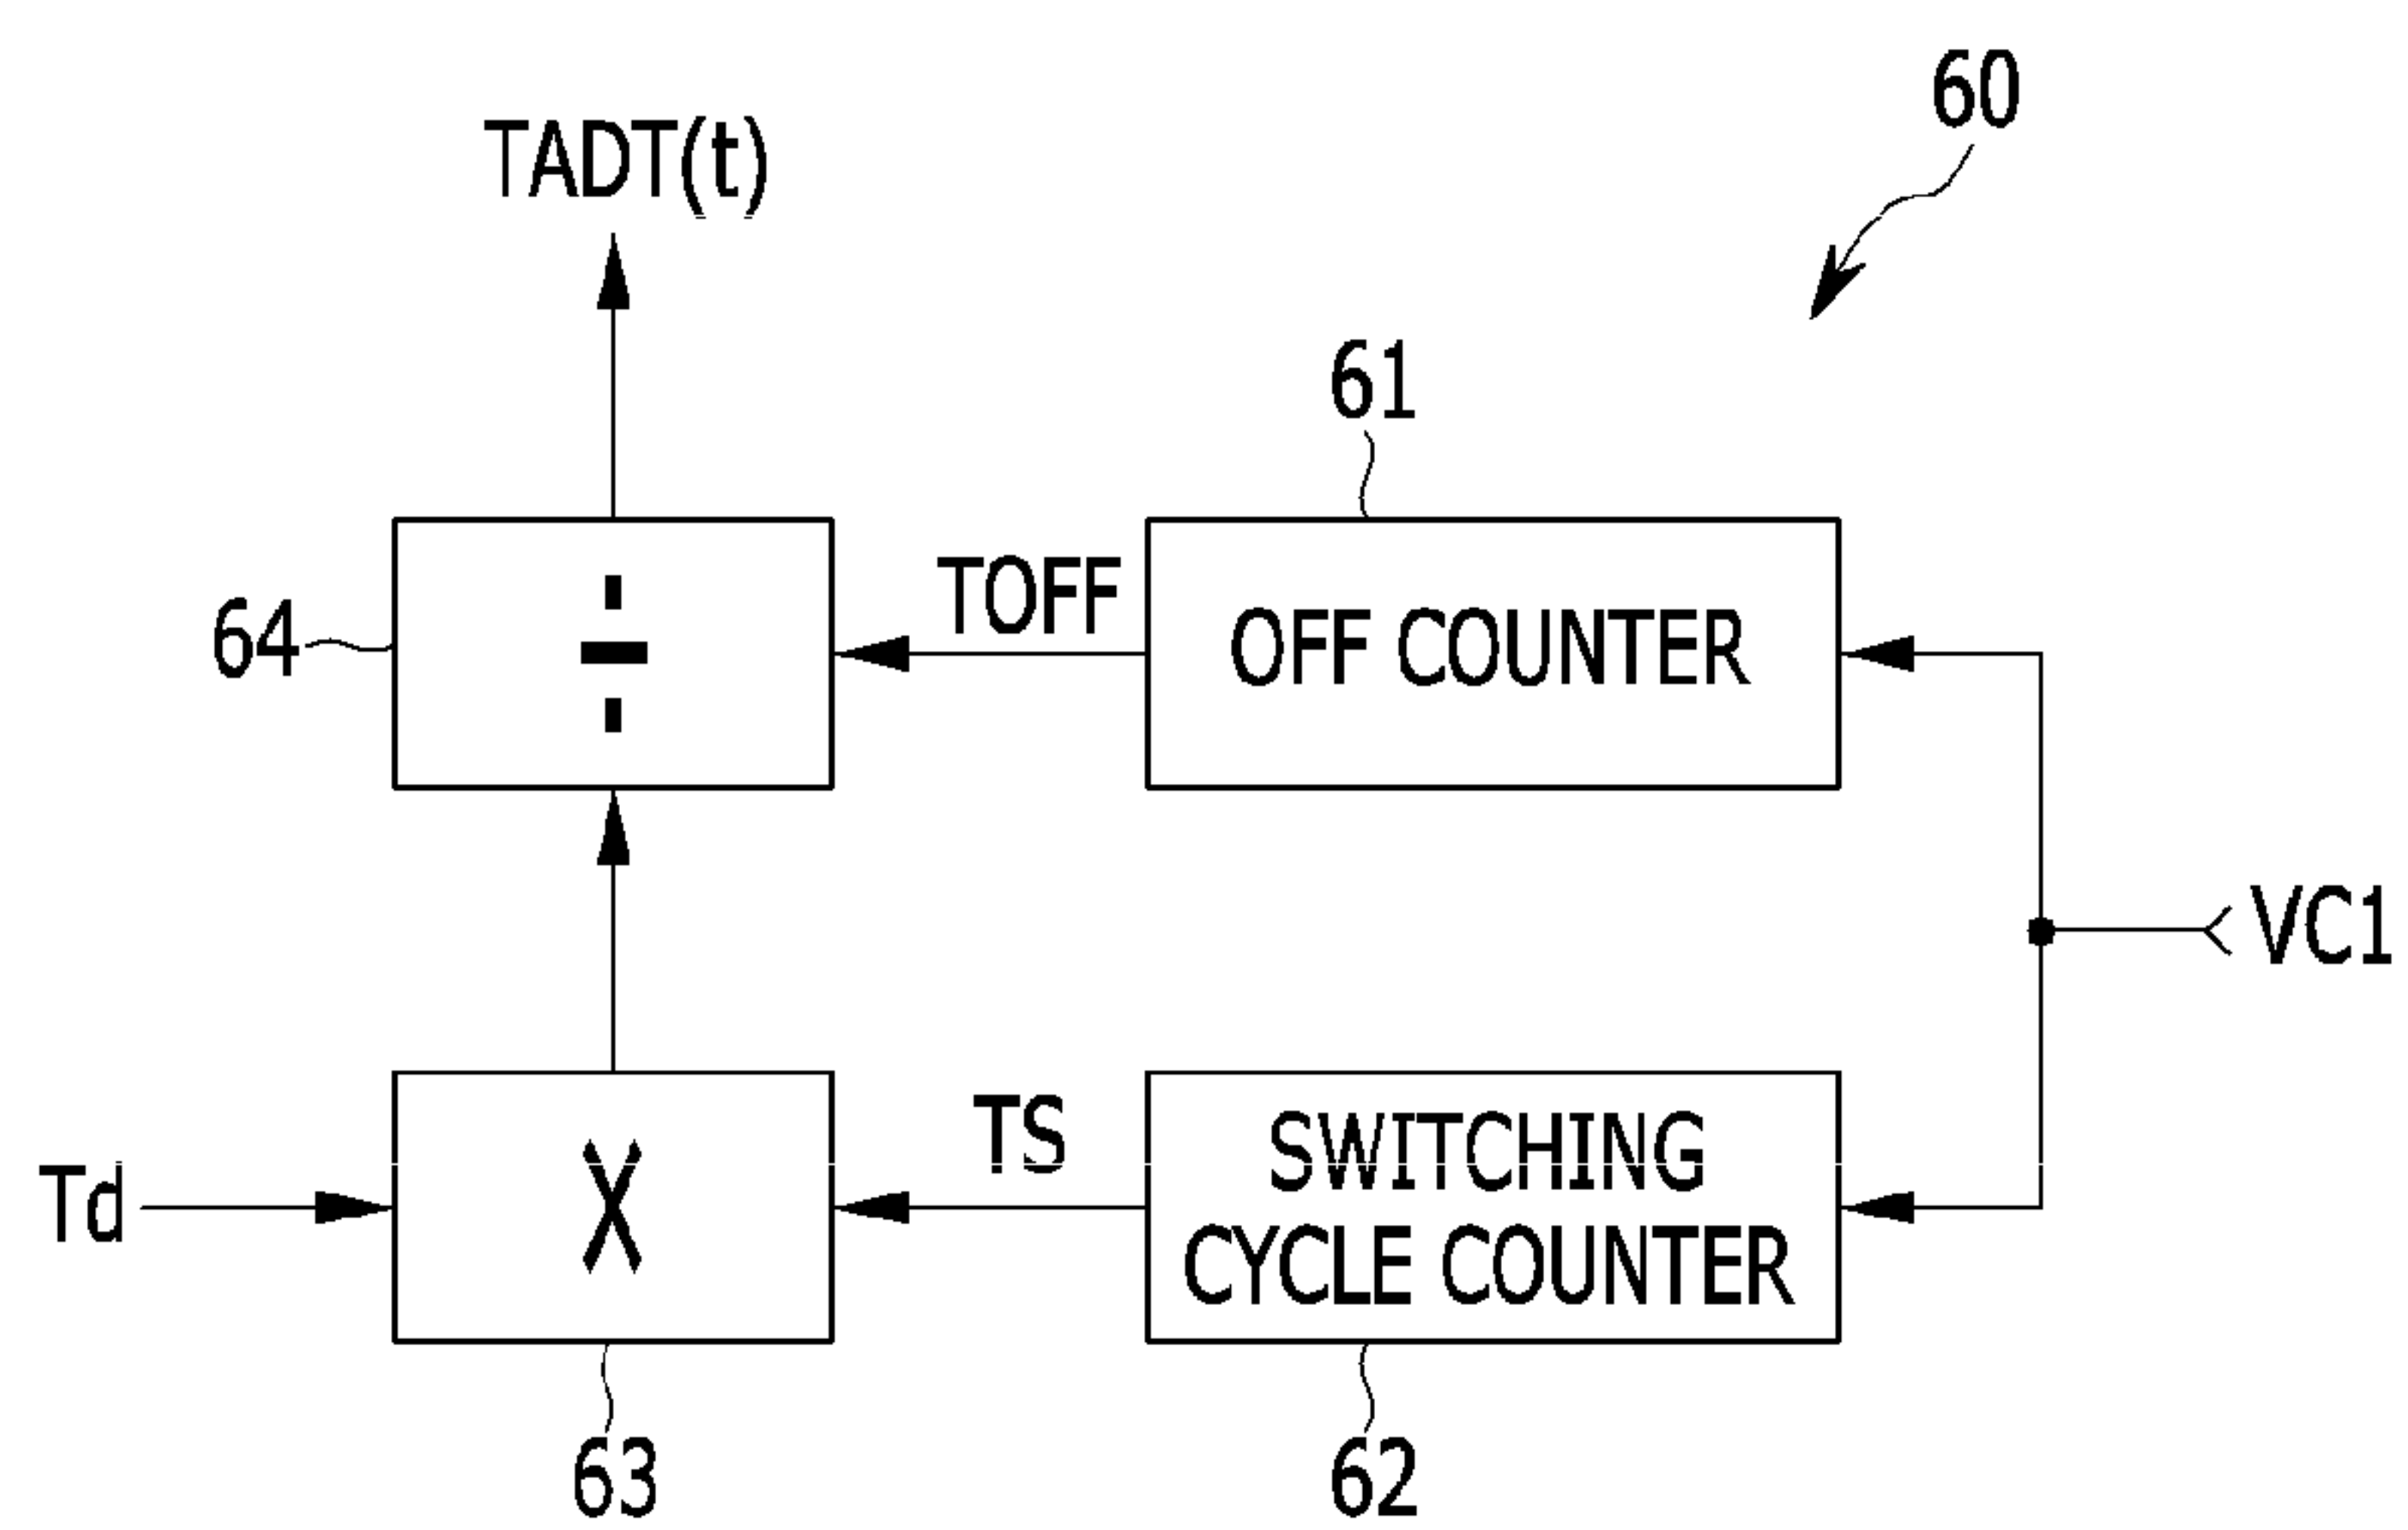 60
TADT(t)
61
64
÷
TOFF
OFF COUNTER
VC1
Td
X
TS
SWITCHING
CYCLE COUNTER
63
62